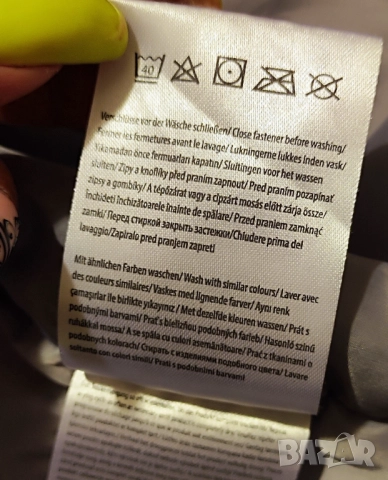 40
Verschlüsse vor der Wäsche schließen/ Close fastener before washing/
Fermer les fermetures avant le lavage/ Lukningerne lukkes inden vask/
Yıkamadan önce fermuarları kapatın/ Sluitingen voor het wassen
sluiten/ Zipy a knoflíky před praním zapnout/ Pred praním pozapínať
zipsy a gombíky/ A tépőzárat vagy a cipzárt mosás előtt zárja össze/
Închideți închizătoarele înainte de spălare/ Przed praniem zamknąć
zamki/ Перед стиркой закрыть застежки/Chiudere prima del
lavaggio/Zapiralo pred pranjem zapreti
Mit ähnlichen Farben waschen/ Wash with similar colours/ Laver avec
des couleurs similaires/ Vaskes med lignende farver/ Aynı renk
çamaşırlar ile birlikte yıkayınız/ Met dezelfde kleuren wassen/ Prát s
podobnými barvami/ Prať s bielizňou podobných farieb/ Hasonló színű
ruhákkal mossa/ A se spăla cu culori asemănătoare/ Prać z tkaninami o
podobnych kolorach/ Стирать с изделиями подобного цвета/ Lavare
soltanto con colori simili/ Prati s podobnimi barvami
BAZAR